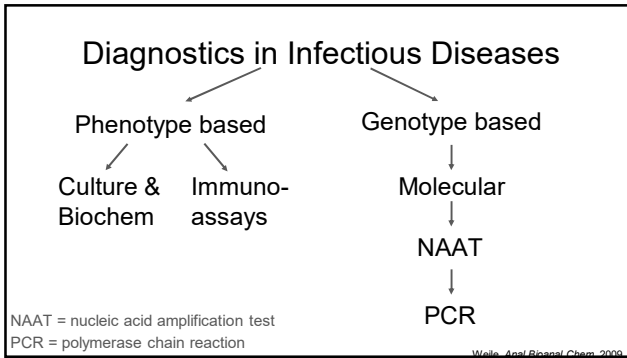 Diagnostics in Infectious Diseases
Phenotype based
Genotype based
Culture &
Biochem
Immuno-
assays
Molecular
NAAT
PCR
NAAT = nucleic acid amplification test
PCR = polymerase chain reaction
Weile, Anal Bioanal Chem, 2009